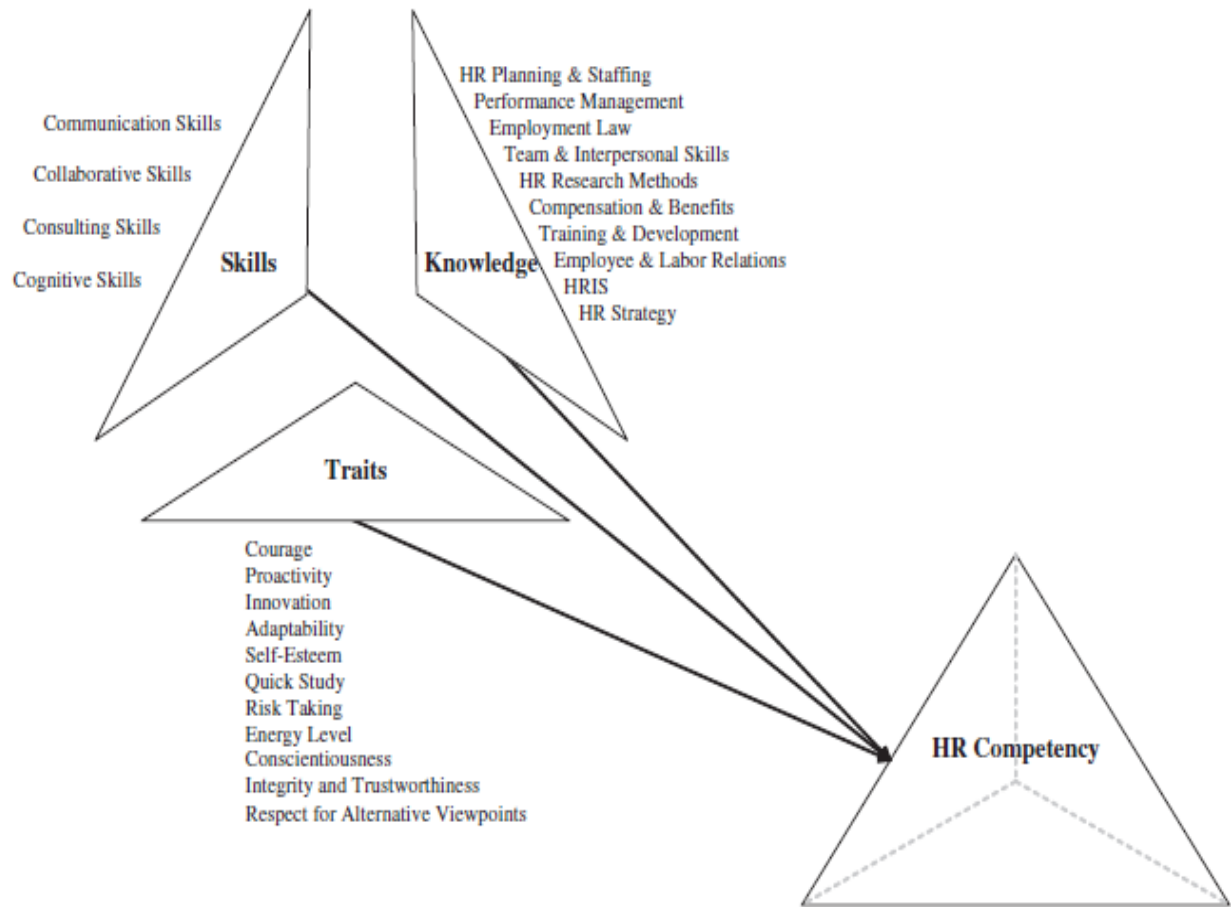 Communication Skills
Collaborative Skills
Consulting Skills
Cognitive Skills
Skills
HR Planning & Staffing
Performance Management
Employment Law
Team & Interpersonal Skills
HR Research Methods
Compensation & Benefits
Training & Development
Employee & Labor Relations
HRIS
HR Strategy
Knowledge
Traits
Courage
Proactivity
Innovation
Adaptability
Self-Esteem
Quick Study
Risk Taking
Energy Level
Conscientiousness
Integrity and Trustworthiness
Respect for Alternative Viewpoints
HR Competency